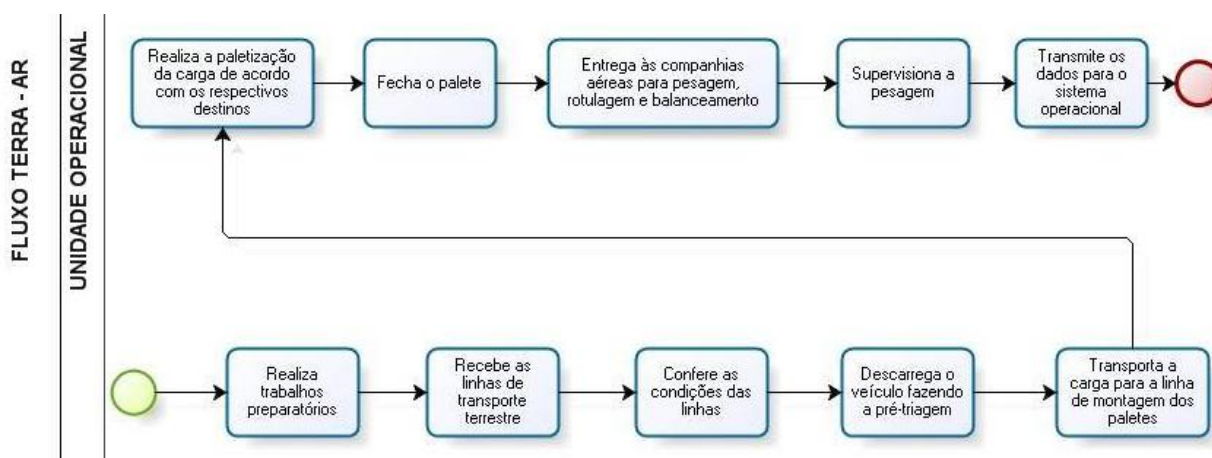 FLUXO TERRA - AR
UNIDADE OPERACIONAL
Realiza a paletização
da carga de acordo
com os respectivos
destinos
Fecha o palete
Entrega às companhias
aéreas para pesagem,
rotulagem e balanceamento
Supervisiona a
pesagem
Transmite os
dados para o
sistema
operacional
Realiza
trabalhos
preparatórios
Recebe as
linhas de
transporte
terrestre
Confere as
condições das
linhas
Descarrega o
veículo fazendo
a pré-triagem
Transporta a
carga para a linha
de montagem dos
paletes